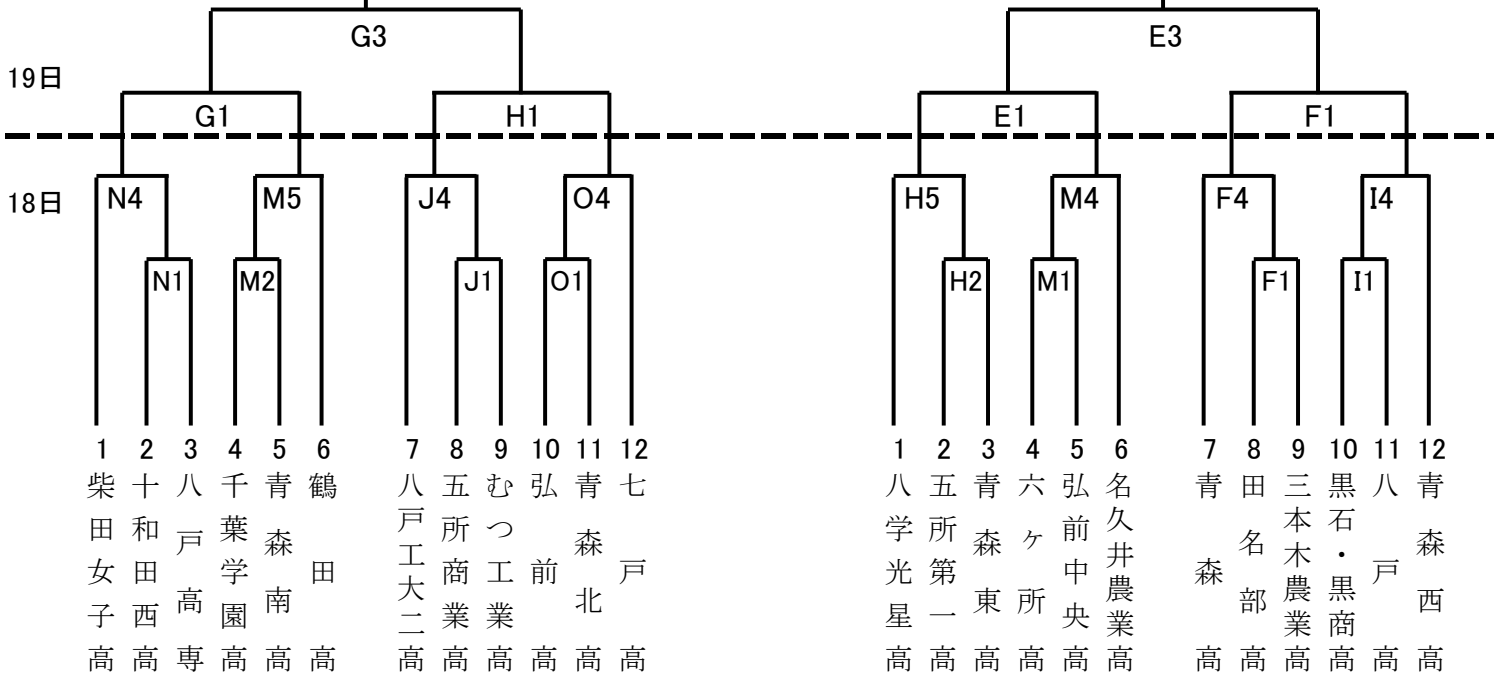 G3 E3
19日
G1 H1 E1 F1
18日
N4 M5 J4 O4 H5 M4 F4 I4
N1 M2 J1 O1 H2 M1 F1 I1
1 2 3 4 5 6 7 8 9 10 11 12 1 2 3 4 5 6 7 8 9 10 11 12
柴田女子高
十和田西高
八戸高専
千葉学園高
青森南高
鶴田高
八戸工大二高
五所商業高
むつ工業高
弘前高
青森北高
七戸高
八学光星高
五所第一高
青森東高
六ヶ所高
弘前中央高
名久井農業高
青森高
田名部高
三本木農業高
黒石・黒商高
八戸高
青森西高